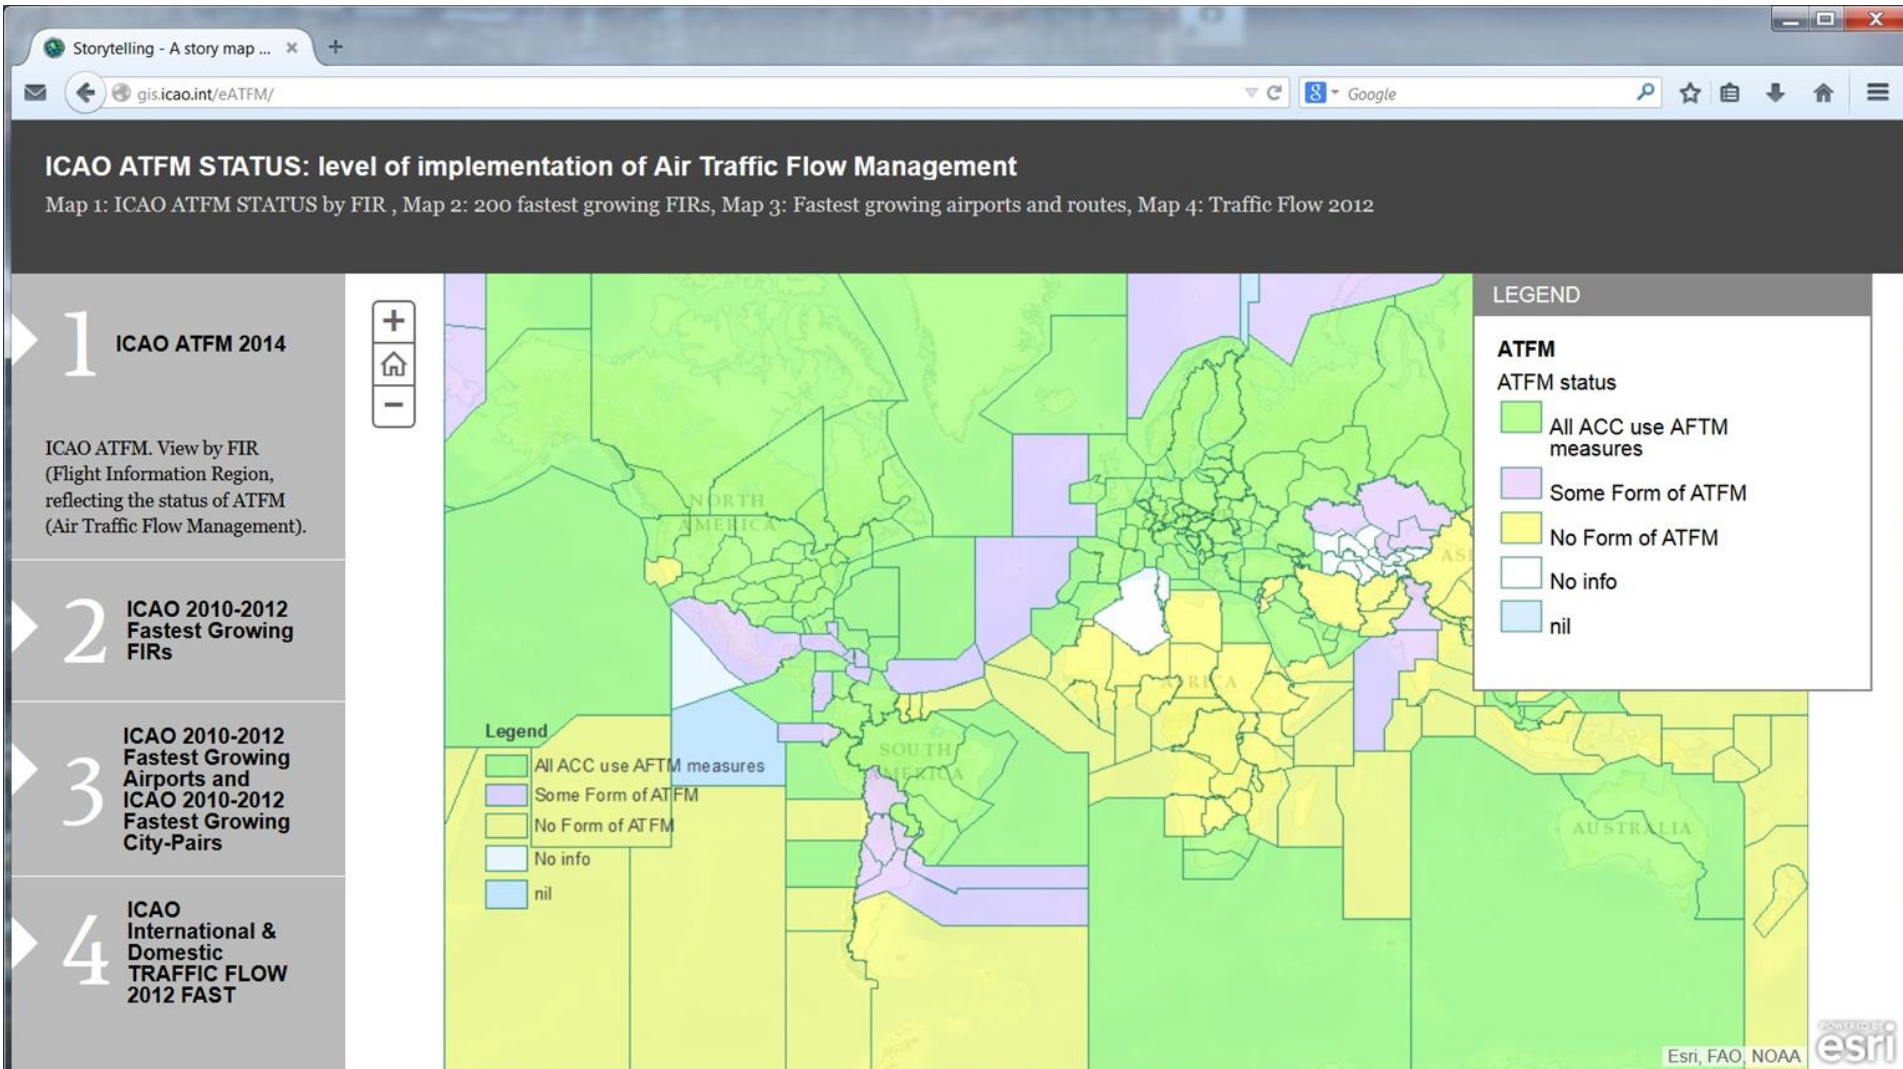 Storytelling - A story map ...
gis.icao.int/eATFM/
Google
ICAO ATFM STATUS: level of implementation of Air Traffic Flow Management
Map 1: ICAO ATFM STATUS by FIR , Map 2: 200 fastest growing FIRs, Map 3: Fastest growing airports and routes, Map 4: Traffic Flow 2012
1
ICAO ATFM 2014
ICAO ATFM. View by FIR
(Flight Information Region,
reflecting the status of ATFM
(Air Traffic Flow Management).
2
ICAO 2010-2012
Fastest Growing
FIRs
3
ICAO 2010-2012
Fastest Growing
Airports and
ICAO 2010-2012
Fastest Growing
City-Pairs
4
ICAO
International &
Domestic
TRAFFIC FLOW
2012 FAST
+
−
NORTH
AMERICA
SOUTH
AMERICA
AFRICA
AUSTRALIA
Legend
All ACC use AFTM measures
Some Form of ATFM
No Form of ATFM
No info
nil
LEGEND
ATFM
ATFM status
All ACC use AFTM
measures
Some Form of ATFM
No Form of ATFM
No info
nil
Esri, FAO, NOAA
POWERED BY
esri